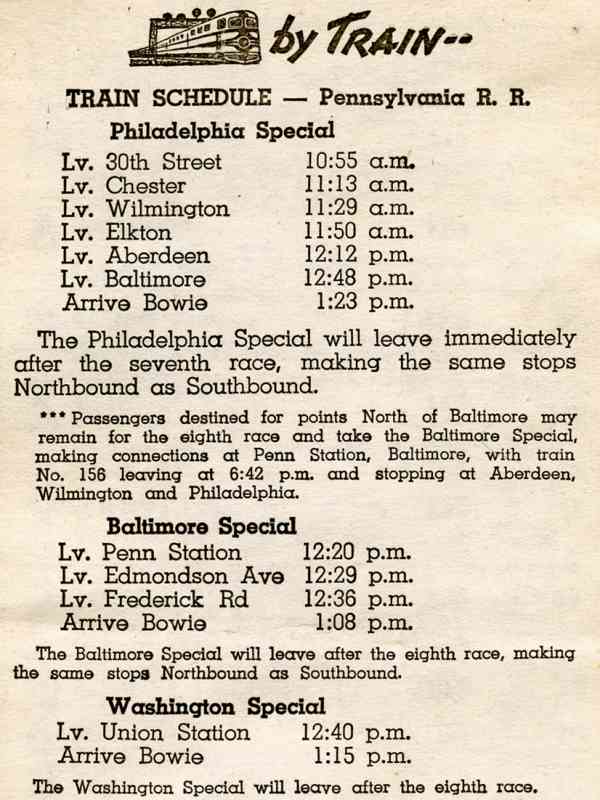 by TRAIN--
TRAIN SCHEDULE — Pennsylvania R. R.
Philadelphia Special
Lv. 30th Street 10:55 a.m.
Lv. Chester 11:13 a.m.
Lv. Wilmington 11:29 a.m.
Lv. Elkton 11:50 a.m.
Lv. Aberdeen 12:12 p.m.
Lv. Baltimore 12:48 p.m.
Arrive Bowie 1:23 p.m.
The Philadelphia Special will leave immediately
after the seventh race, making the same stops
Northbound as Southbound.
*** Passengers destined for points North of Baltimore may
remain for the eighth race and take the Baltimore Special,
making connections at Penn Station, Baltimore, with train
No. 156 leaving at 6:42 p.m. and stopping at Aberdeen,
Wilmington and Philadelphia.
Baltimore Special
Lv. Penn Station 12:20 p.m.
Lv. Edmondson Ave 12:29 p.m.
Lv. Frederick Rd 12:36 p.m.
Arrive Bowie 1:08 p.m.
The Baltimore Special will leave after the eighth race, making
the same stops Northbound as Southbound.
Washington Special
Lv. Union Station 12:40 p.m.
Arrive Bowie 1:15 p.m.
The Washington Special will leave after the eighth race.